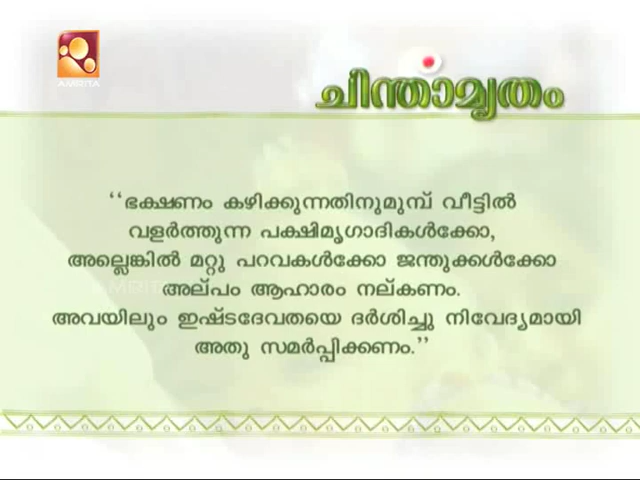 AMRITA
ചിന്താമൃതം
‘‘ഭക്ഷണം കഴിക്കുന്നതിനുമുമ്പ് വീട്ടിൽ
വളർത്തുന്ന പക്ഷിമൃഗാദികൾക്കോ,
അല്ലെങ്കിൽ മറ്റു പറവകൾക്കോ ജന്തുക്കൾക്കോ
അല്പം ആഹാരം നല്കണം.
അവയിലും ഇഷ്ടദേവതയെ ദർശിച്ചു നിവേദ്യമായി
അതു സമർപ്പിക്കണം.’’